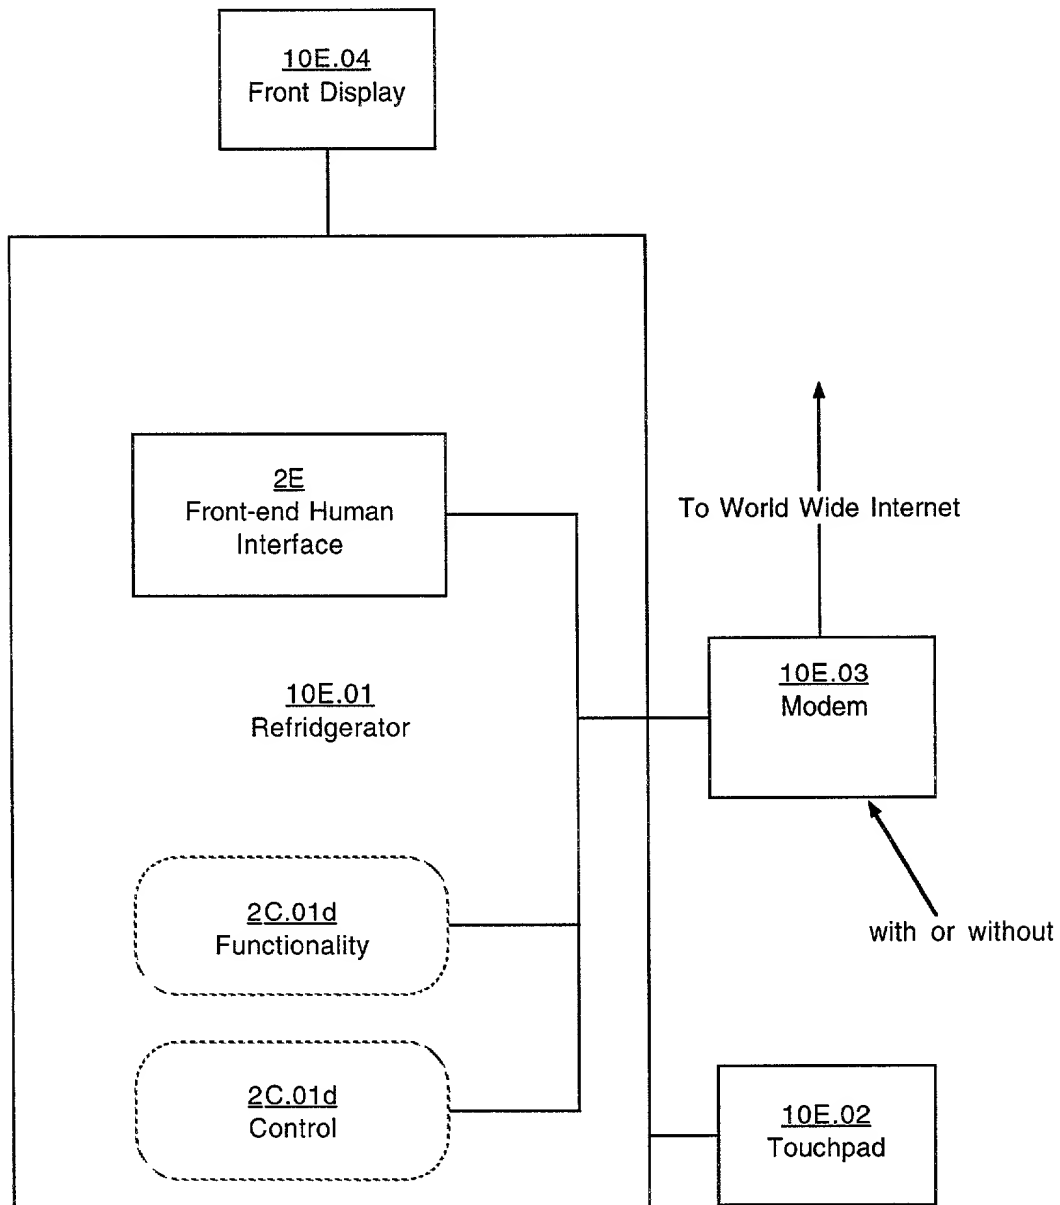 10E.04
Front Display
2E
Front-end Human
Interface
To World Wide Internet
10E.01
Refridgerator
10E.03
Modem
2C.01d
Functionality
with or without
2C.01d
Control
10E.02
Touchpad